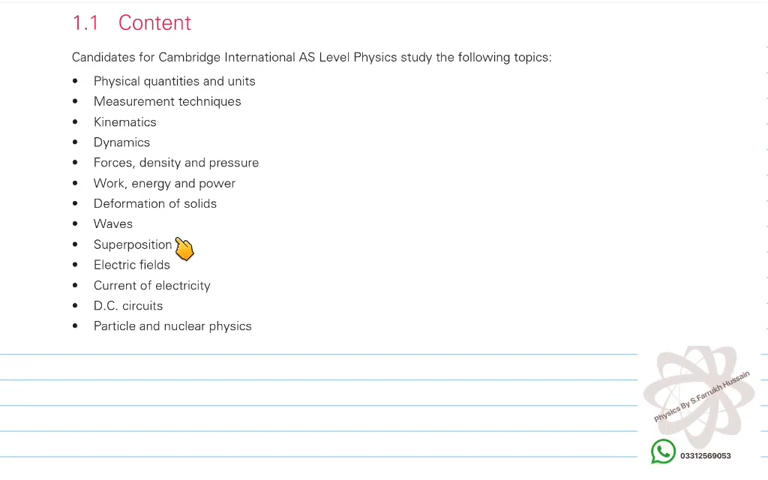 1.1 Content
Candidates for Cambridge International AS Level Physics study the following topics:
• Physical quantities and units
• Measurement techniques
• Kinematics
• Dynamics
• Forces, density and pressure
• Work, energy and power
• Deformation of solids
• Waves
• Superposition
• Electric fields
• Current of electricity
• D.C. circuits
• Particle and nuclear physics
Physics By S.Farrukh Hussain
03312569053